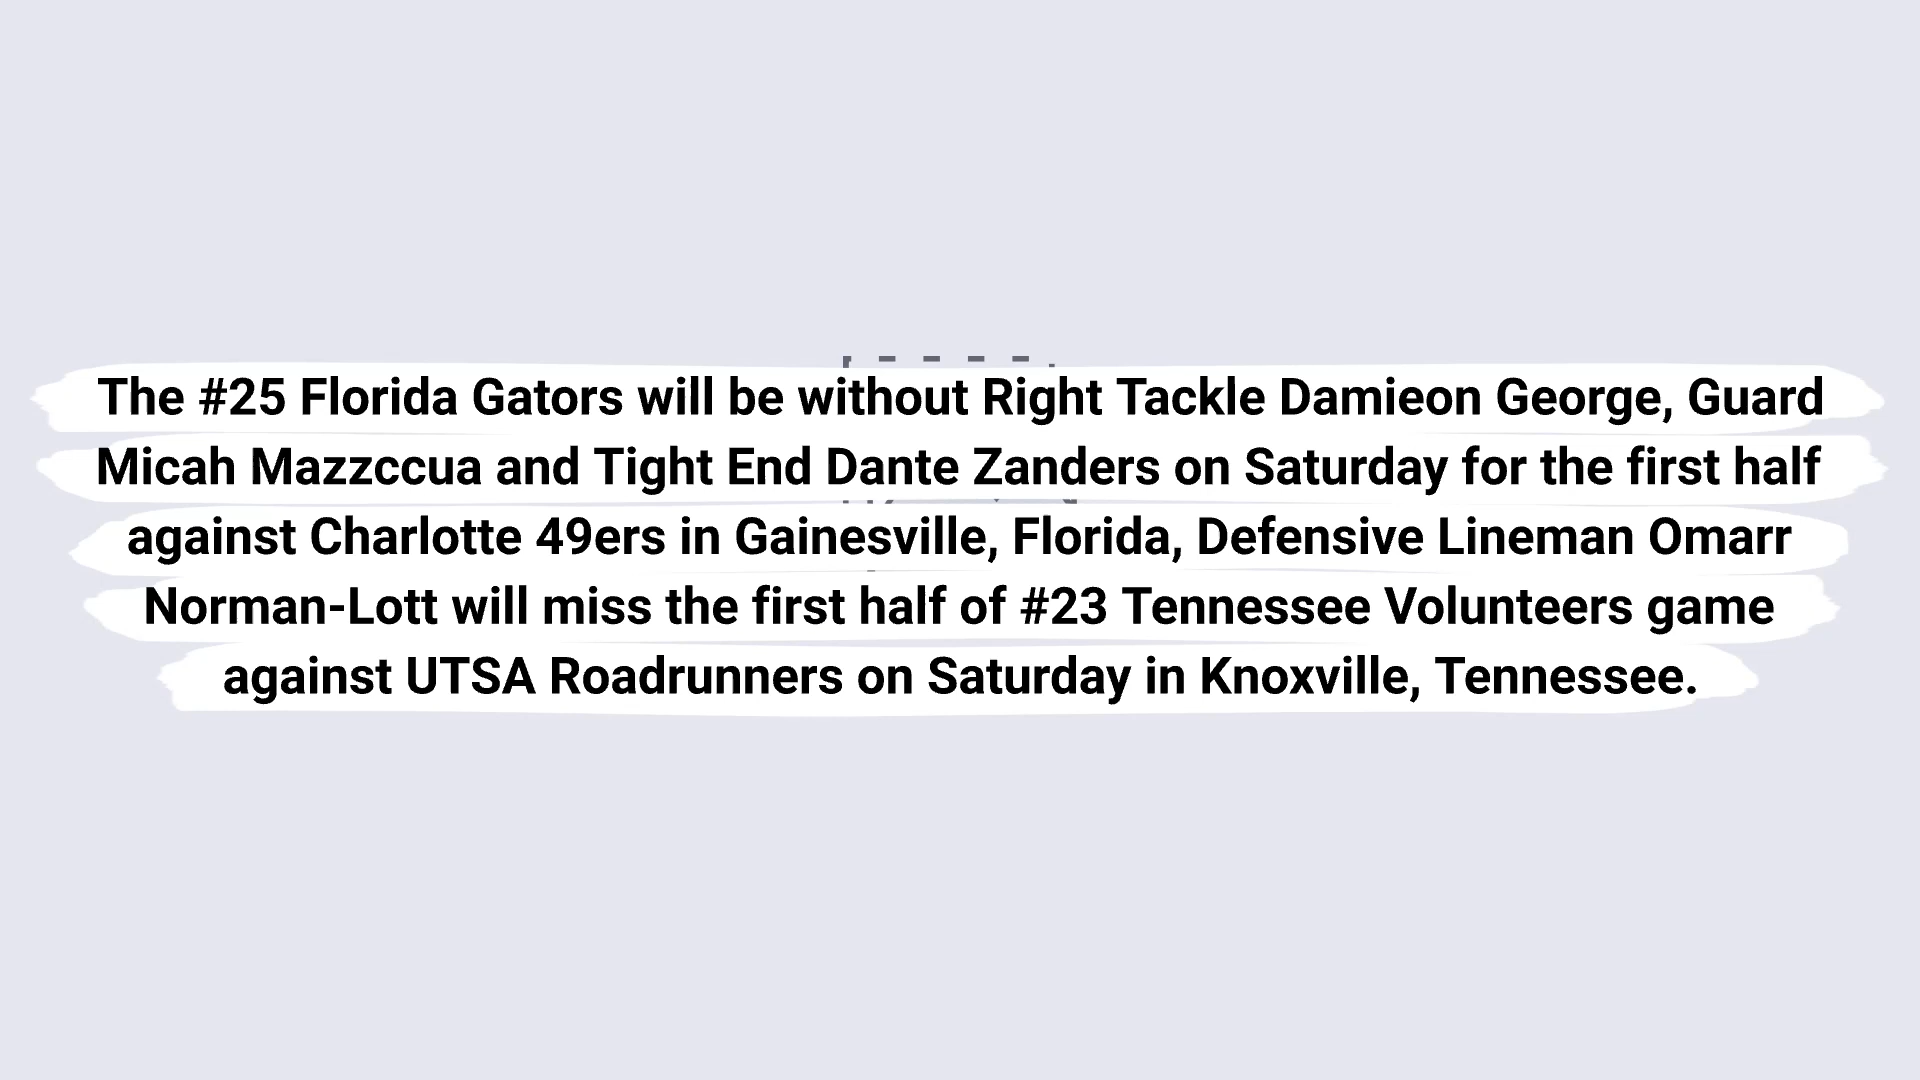 The #25 Florida Gators will be without Right Tackle Damieon George, Guard
Micah Mazzccua and Tight End Dante Zanders on Saturday for the first half
against Charlotte 49ers in Gainesville, Florida, Defensive Lineman Omarr
Norman-Lott will miss the first half of #23 Tennessee Volunteers game
against UTSA Roadrunners on Saturday in Knoxville, Tennessee.